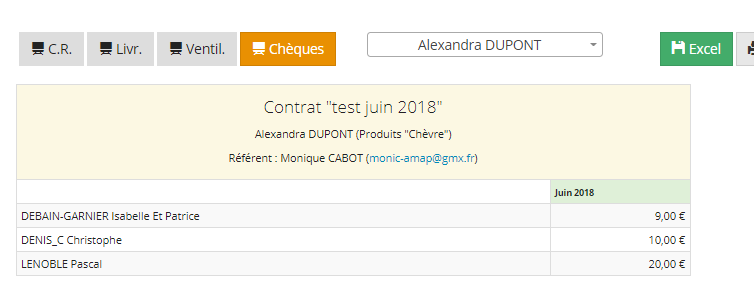 C.R. Livr. Ventil. Chèques Alexandra DUPONT Excel
Contrat "test juin 2018"
Alexandra DUPONT (Produits "Chèvre")
Référent : Monique CABOT (monic-amap@gmx.fr)
Juin 2018
DEBAIN-GARNIER Isabelle Et Patrice 9,00 €
DENIS_C Christophe 10,00 €
LENOBLE Pascal 20,00 €